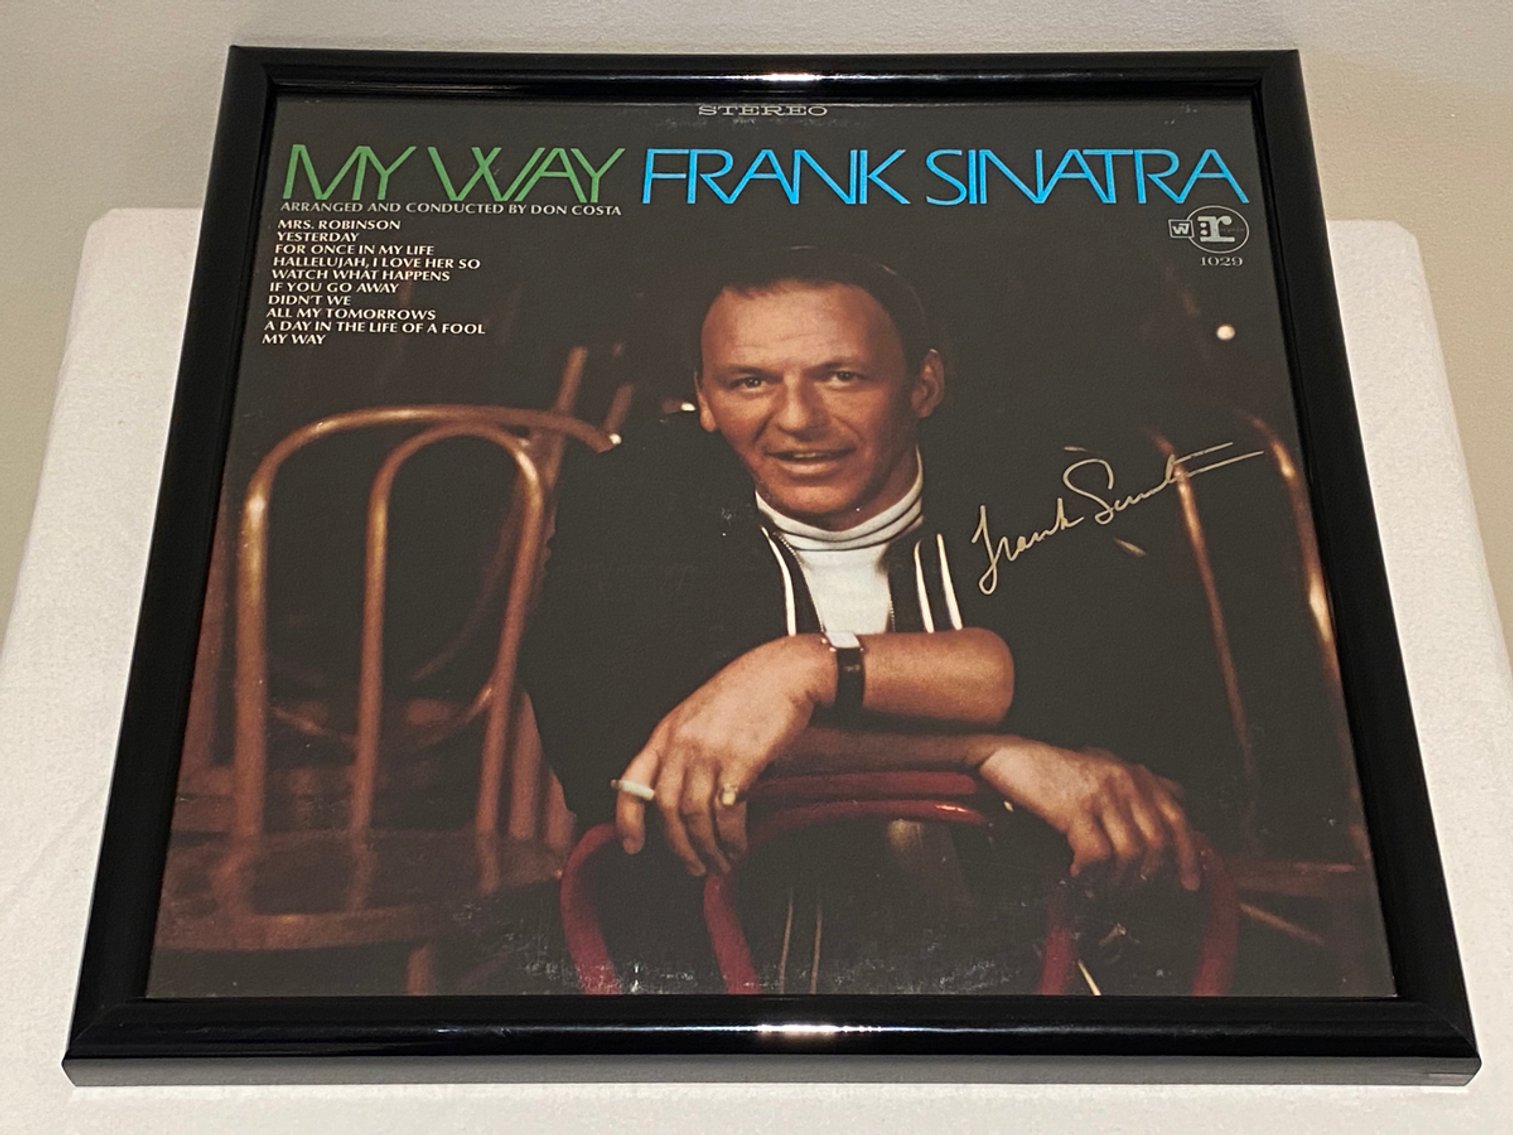 STEREO
MY WAY FRANK SINATRA
ARRANGED AND CONDUCTED BY DON COSTA
MRS. ROBINSON
YESTERDAY
FOR ONCE IN MY LIFE
HALLELUJAH, I LOVE HER SO
WATCH WHAT HAPPENS
IF YOU GO AWAY
DIDN'T WE
ALL MY TOMORROWS
A DAY IN THE LIFE OF A FOOL
MY WAY
W r
1029
Frank Sinatra